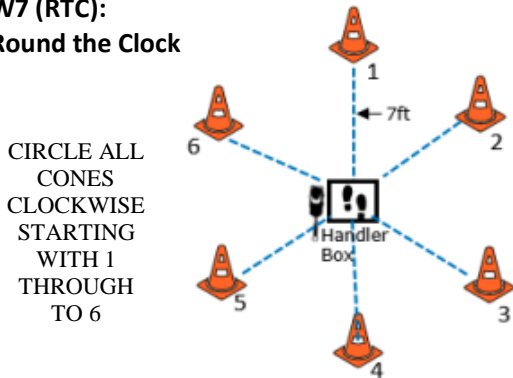 W7 (RTC):
Round the Clock
1
7ft
2
6
CIRCLE ALL
CONES
CLOCKWISE
STARTING
WITH 1
THROUGH
TO 6
Handler
Box
5
3
4